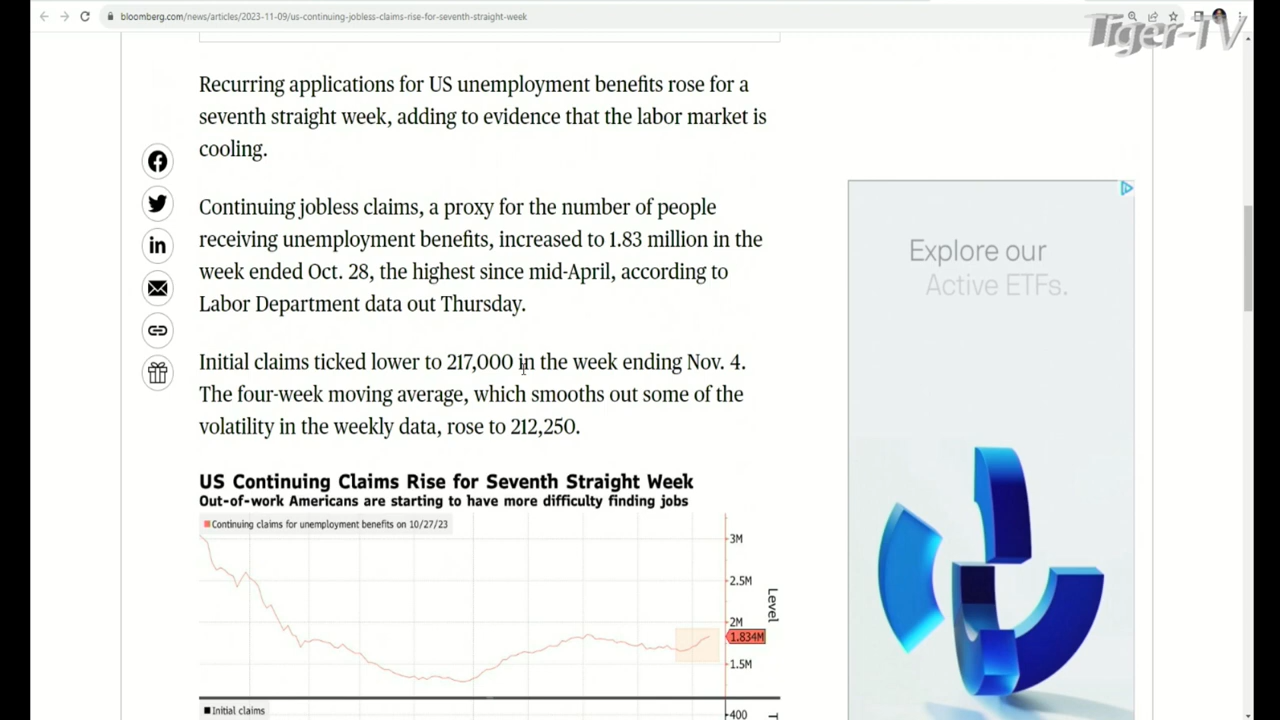 bloomberg.com/news/articles/2023-11-09/us-continuing-jobless-claims-rise-for-seventh-straight-week
Tiger-TV
Recurring applications for US unemployment benefits rose for a
seventh straight week, adding to evidence that the labor market is
cooling.
Continuing jobless claims, a proxy for the number of people
receiving unemployment benefits, increased to 1.83 million in the
week ended Oct. 28, the highest since mid-April, according to
Labor Department data out Thursday.
Initial claims ticked lower to 217,000 in the week ending Nov. 4.
The four-week moving average, which smooths out some of the
volatility in the weekly data, rose to 212,250.
US Continuing Claims Rise for Seventh Straight Week
Out-of-work Americans are starting to have more difficulty finding jobs
Continuing claims for unemployment benefits on 10/27/23
3M
2.5M
2M
1.834M
1.5M
Level
Initial claims
400
Explore our
Active ETFs.